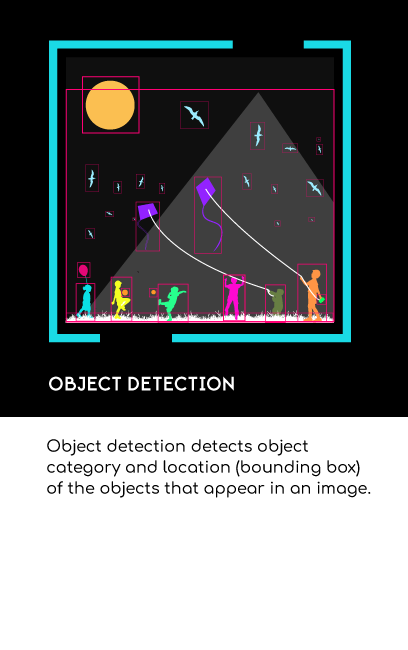 OBJECT DETECTION
Object detection detects object
category and location (bounding box)
of the objects that appear in an image.